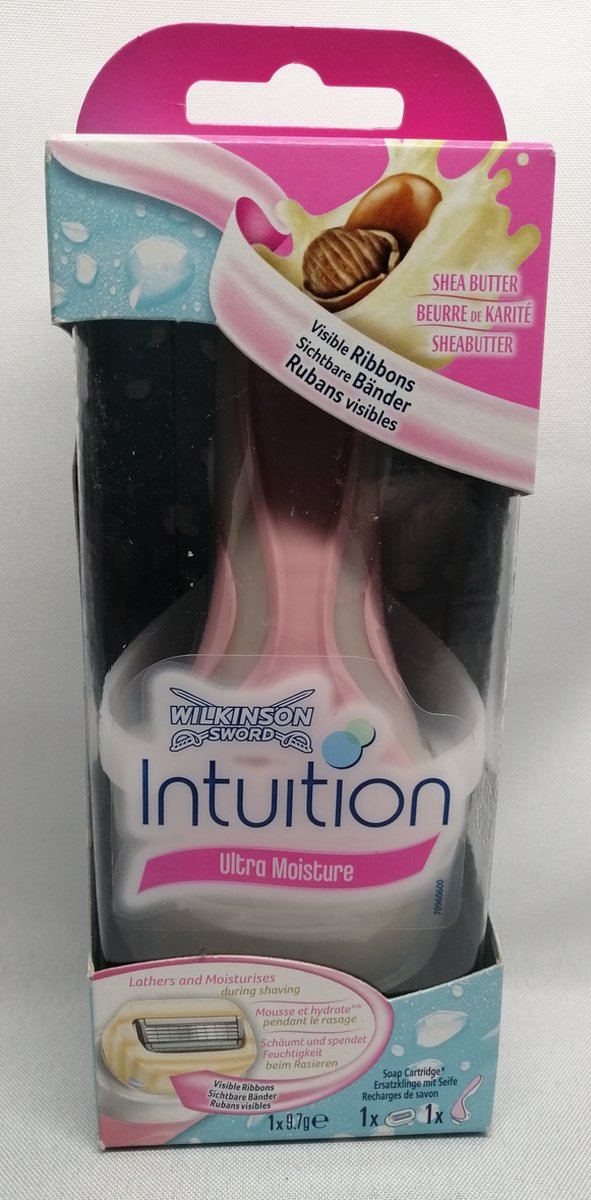 SHEA BUTTER
BEURRE DE KARITÉ
SHEABUTTER
Visible Ribbons
Sichtbare Bänder
Rubans visibles
WILKINSON
SWORD
Intuition
Ultra Moisture
70960600
Lathers and Moisturises
during shaving
Mousse et hydrate**
pendant le rasage
Schäumt und spendet
Feuchtigkeit
beim Rasieren
Visible Ribbons
Sichtbare Bänder
Rubans visibles
1x9.7g℮
Soap Cartridge*
Ersatzklinge mit Seife
Recharges de savon
1x 1x